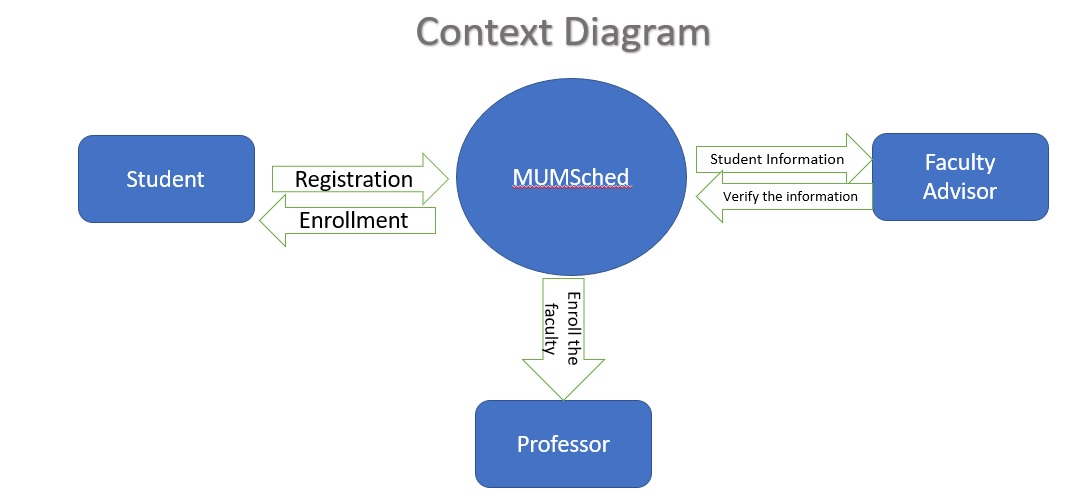 Context Diagram
Student
Registration
Enrollment
MUMSched
Student Information
Verify the information
Faculty
Advisor
Enroll the
faculty
Professor